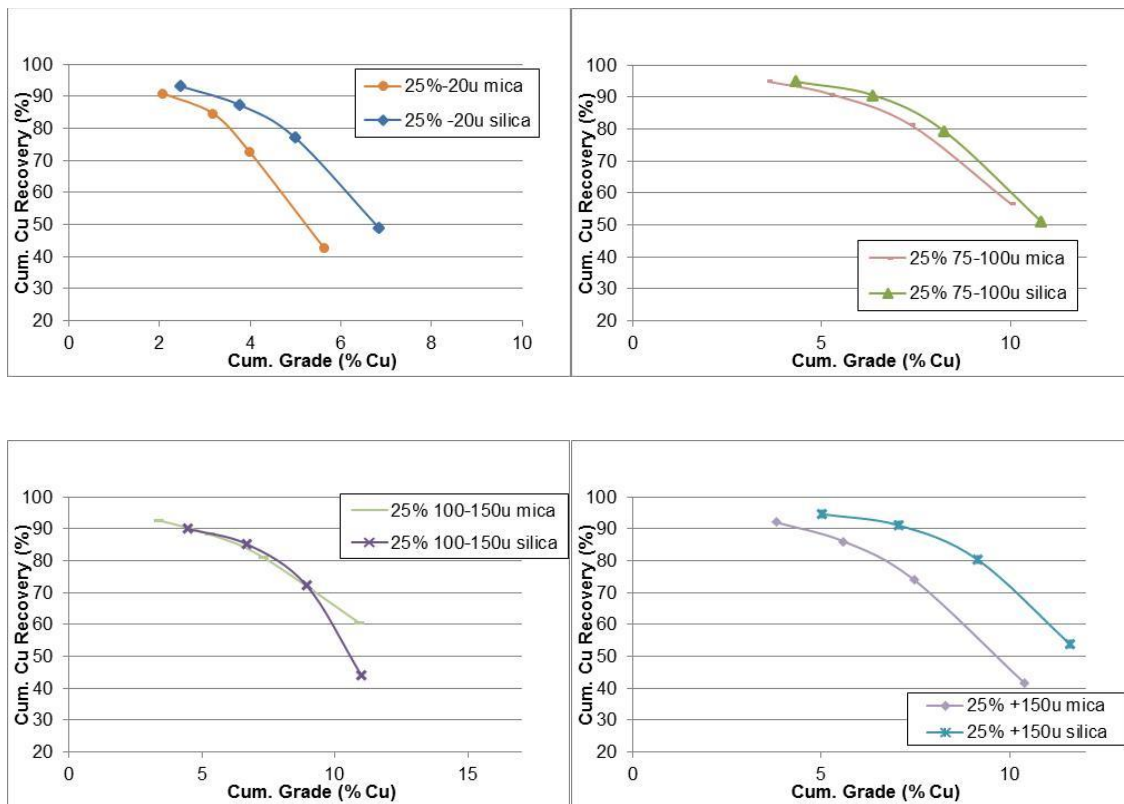 100
90
80
70
60
50
40
30
20
Cum. Cu Recovery (%)
25%-20u mica
25% -20u silica
0 2 4 6 8 10
Cum. Grade (% Cu)
100
90
80
70
60
50
40
30
20
Cum. Cu Recovery (%)
25% 75-100u mica
25% 75-100u silica
0 5 10
Cum. Grade (% Cu)
100
90
80
70
60
50
40
30
20
Cum. Cu Recovery (%)
25% 100-150u mica
25% 100-150u silica
0 5 10 15
Cum. Grade (% Cu)
100
90
80
70
60
50
40
30
20
Cum. Cu Recovery (%)
25% +150u mica
25% +150u silica
0 5 10
Cum. Grade (% Cu)